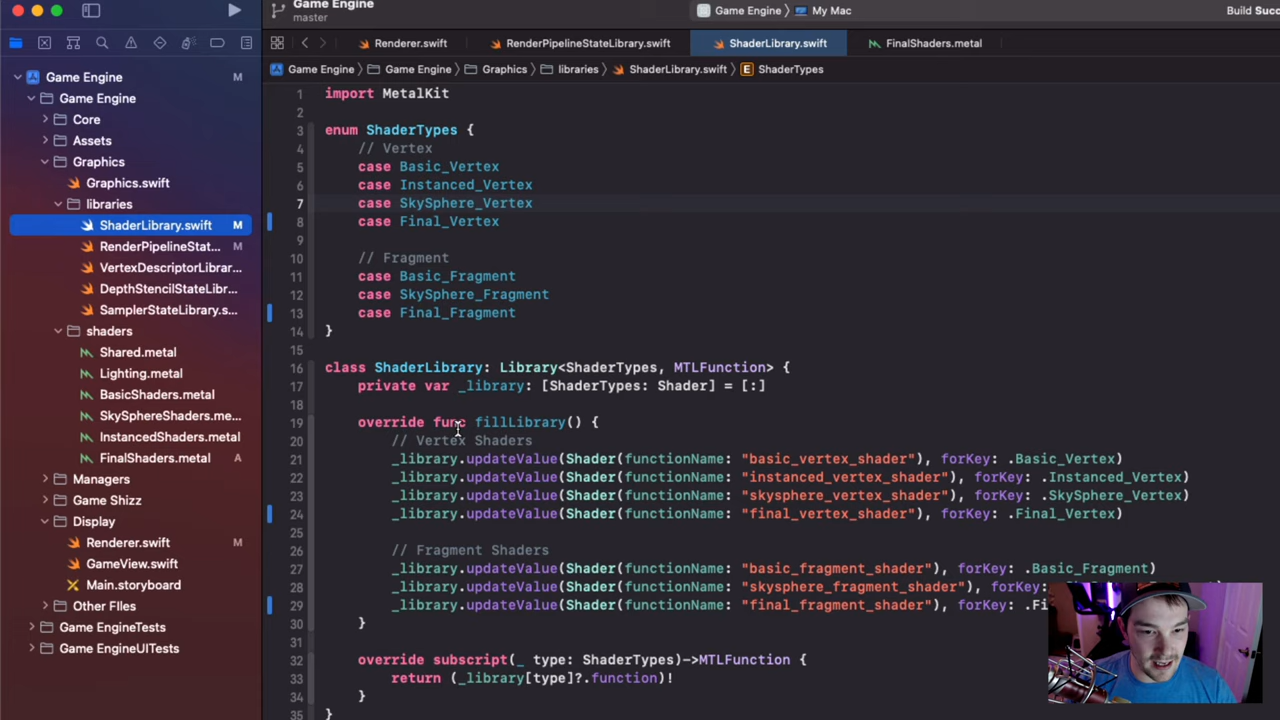 Game Engine
master
Game Engine
My Mac
Build Succ
Renderer.swift
RenderPipelineStateLibrary.swift
ShaderLibrary.swift
FinalShaders.metal
Game Engine
Game Engine
Graphics
libraries
ShaderLibrary.swift
E ShaderTypes
Game Engine M
Game Engine
Core
Assets
Graphics
Graphics.swift
libraries
ShaderLibrary.swift M
RenderPipelineStat... M
VertexDescriptorLibrar...
DepthStencilStateLibr...
SamplerStateLibrary.s...
shaders
Shared.metal
Lighting.metal
BasicShaders.metal
SkySphereShaders.me...
InstancedShaders.metal
FinalShaders.metal A
Managers
Game Shizz
Display
Renderer.swift M
GameView.swift
Main.storyboard
Other FIles
Game EngineTests
Game EngineUITests
1 import MetalKit
2
3 enum ShaderTypes {
4 // Vertex
5 case Basic_Vertex
6 case Instanced_Vertex
7 case SkySphere_Vertex
8 case Final_Vertex
9
10 // Fragment
11 case Basic_Fragment
12 case SkySphere_Fragment
13 case Final_Fragment
14 }
15
16 class ShaderLibrary: Library<ShaderTypes, MTLFunction> {
17 private var _library: [ShaderTypes: Shader] = [:]
18
19 override func fillLibrary() {
20 // Vertex Shaders
21 _library.updateValue(Shader(functionName: "basic_vertex_shader"), forKey: .Basic_Vertex)
22 _library.updateValue(Shader(functionName: "instanced_vertex_shader"), forKey: .Instanced_Vertex)
23 _library.updateValue(Shader(functionName: "skysphere_vertex_shader"), forKey: .SkySphere_Vertex)
24 _library.updateValue(Shader(functionName: "final_vertex_shader"), forKey: .Final_Vertex)
25
26 // Fragment Shaders
27 _library.updateValue(Shader(functionName: "basic_fragment_shader"), forKey: .Basic_Fragment)
28 _library.updateValue(Shader(functionName: "skysphere_fragment_shader"), forKey:
29 _library.updateValue(Shader(functionName: "final_fragment_shader"), forKey: .Fi
30 }
31
32 override subscript(_ type: ShaderTypes)->MTLFunction {
33 return (_library[type]?.function)!
34 }
35 }